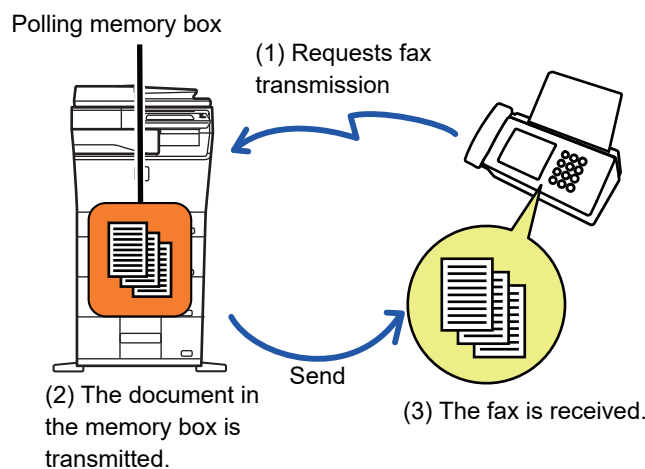 Polling memory box
(1) Requests fax
transmission
Send
(2) The document in
the memory box is
transmitted.
(3) The fax is received.